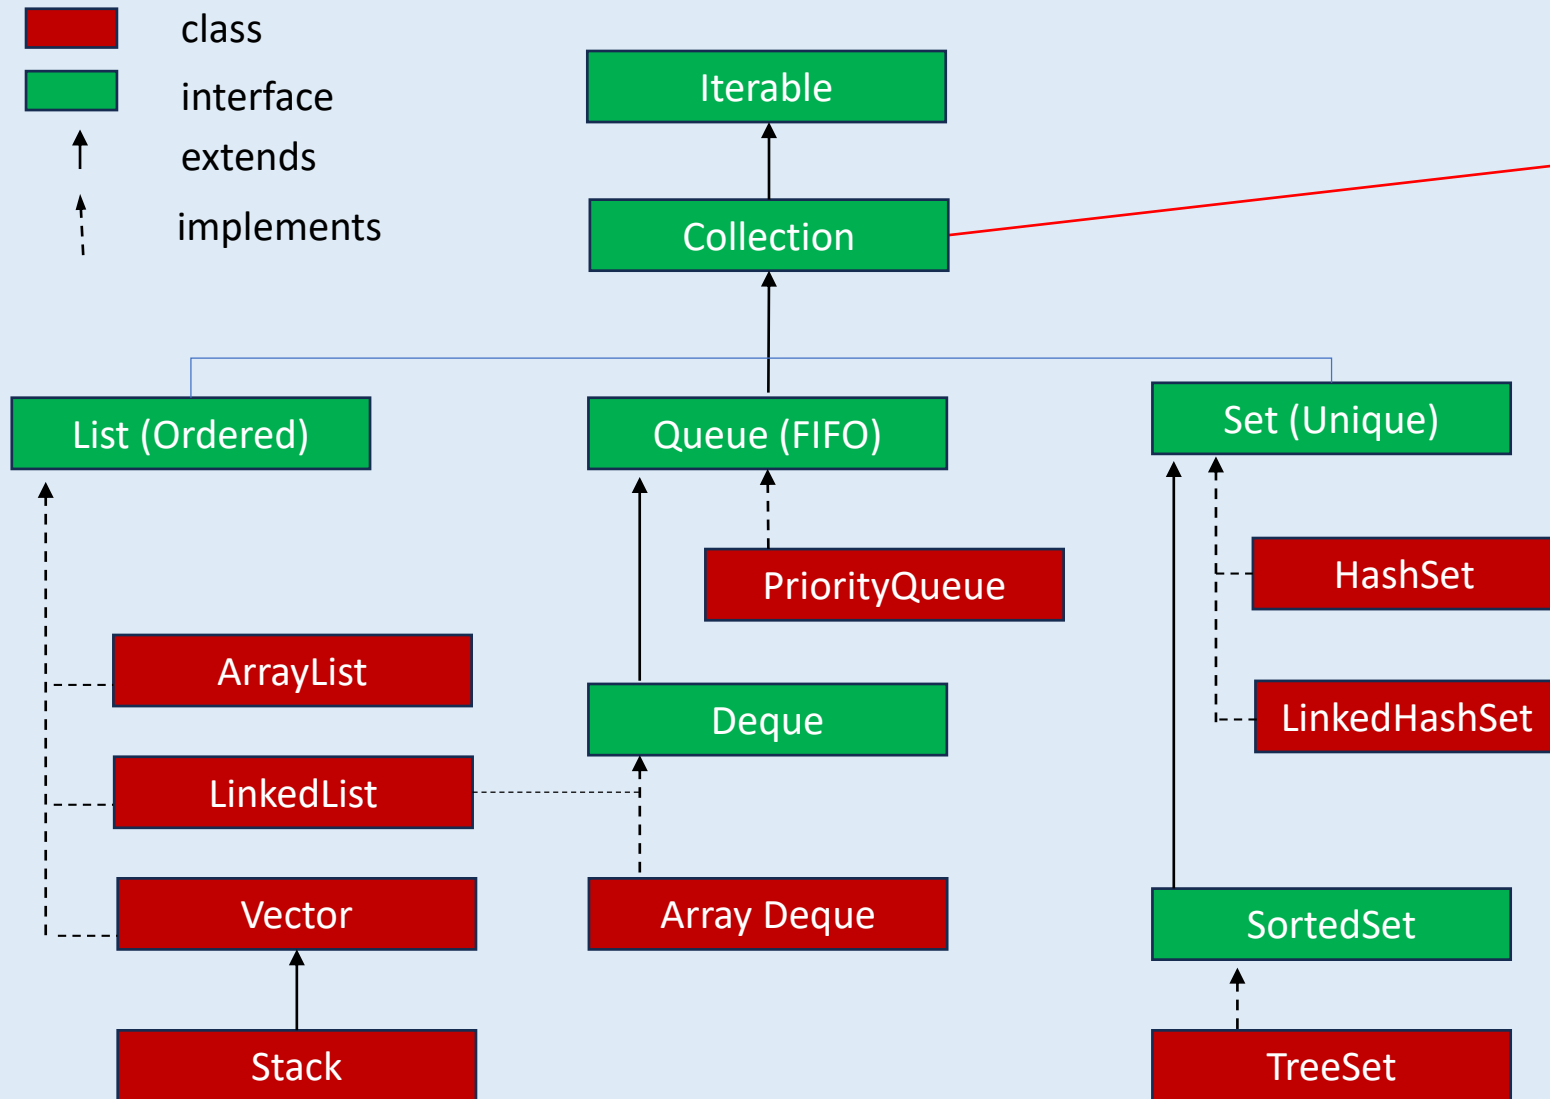 class
interface
extends
implements
Iterable
Collection
List (Ordered)
Queue (FIFO)
Set (Unique)
PriorityQueue
HashSet
ArrayList
Deque
LinkedHashSet
LinkedList
Vector
Array Deque
SortedSet
Stack
TreeSet